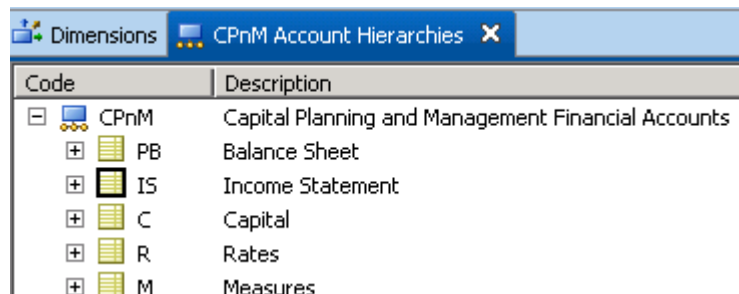 Dimensions CPnM Account Hierarchies
Code Description
CPnM Capital Planning and Management Financial Accounts
PB Balance Sheet
IS Income Statement
C Capital
R Rates
M Measures